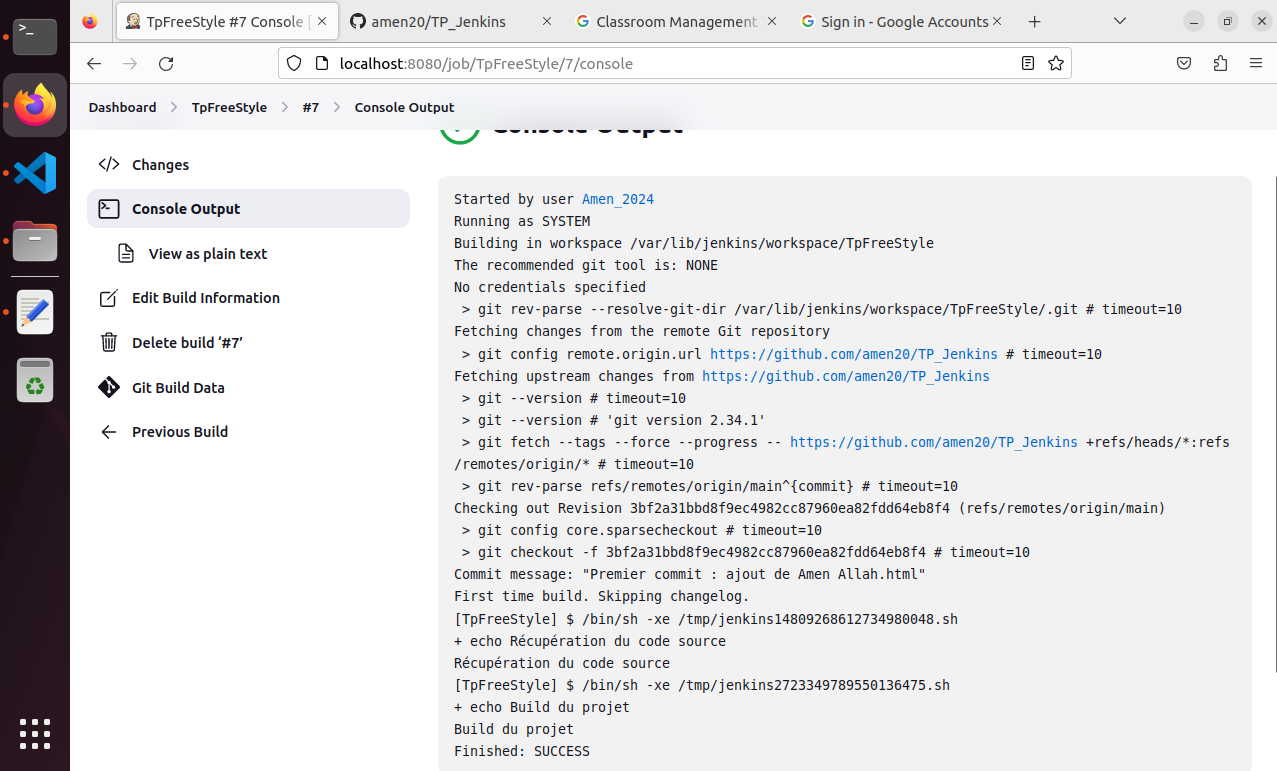 TpFreeStyle #7 Console [
amen20/TP_Jenkins
Classroom Management
Sign in - Google Accounts
localhost:8080/job/TpFreeStyle/7/console
Dashboard > TpFreeStyle > #7 > Console Output
Console Output
Changes
Console Output
View as plain text
Edit Build Information
Delete build ‘#7’
Git Build Data
Previous Build
Started by user Amen_2024
Running as SYSTEM
Building in workspace /var/lib/jenkins/workspace/TpFreeStyle
The recommended git tool is: NONE
No credentials specified
> git rev-parse --resolve-git-dir /var/lib/jenkins/workspace/TpFreeStyle/.git # timeout=10
Fetching changes from the remote Git repository
> git config remote.origin.url https://github.com/amen20/TP_Jenkins # timeout=10
Fetching upstream changes from https://github.com/amen20/TP_Jenkins
> git --version # timeout=10
> git --version # 'git version 2.34.1'
> git fetch --tags --force --progress -- https://github.com/amen20/TP_Jenkins +refs/heads/*:refs
/remotes/origin/* # timeout=10
> git rev-parse refs/remotes/origin/main^{commit} # timeout=10
Checking out Revision 3bf2a31bbd8f9ec4982cc87960ea82fdd64eb8f4 (refs/remotes/origin/main)
> git config core.sparsecheckout # timeout=10
> git checkout -f 3bf2a31bbd8f9ec4982cc87960ea82fdd64eb8f4 # timeout=10
Commit message: "Premier commit : ajout de Amen Allah.html"
First time build. Skipping changelog.
[TpFreeStyle] $ /bin/sh -xe /tmp/jenkins14809268612734980048.sh
+ echo Récupération du code source
Récupération du code source
[TpFreeStyle] $ /bin/sh -xe /tmp/jenkins2723349789550136475.sh
+ echo Build du projet
Build du projet
Finished: SUCCESS